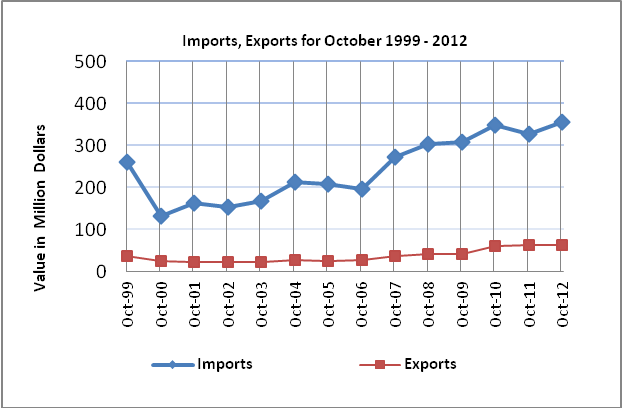 Imports, Exports for October 1999 - 2012
Value in Million Dollars
500
400
300
200
100
0
Oct-99
Oct-00
Oct-01
Oct-02
Oct-03
Oct-04
Oct-05
Oct-06
Oct-07
Oct-08
Oct-09
Oct-10
Oct-11
Oct-12
Imports
Exports